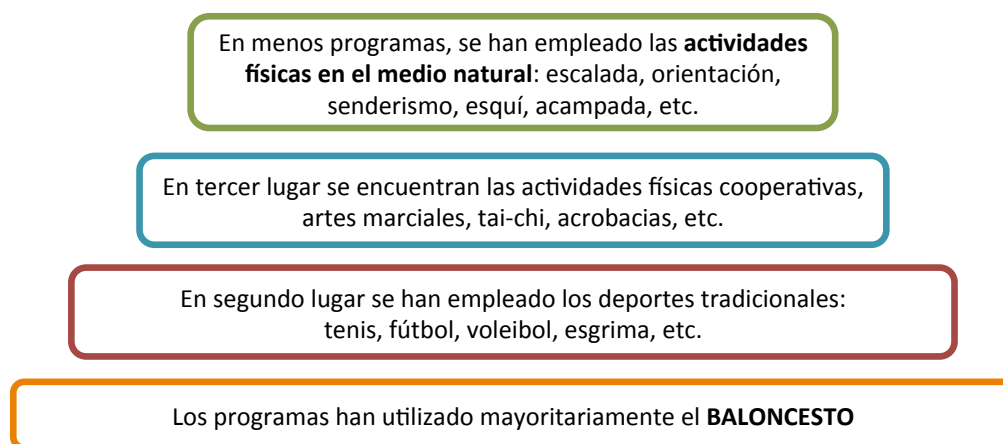 En menos programas, se han empleado las actividades
físicas en el medio natural: escalada, orientación,
senderismo, esquí, acampada, etc.
En tercer lugar se encuentran las actividades físicas cooperativas,
artes marciales, tai-chi, acrobacias, etc.
En segundo lugar se han empleado los deportes tradicionales:
tenis, fútbol, voleibol, esgrima, etc.
Los programas han utilizado mayoritariamente el BALONCESTO